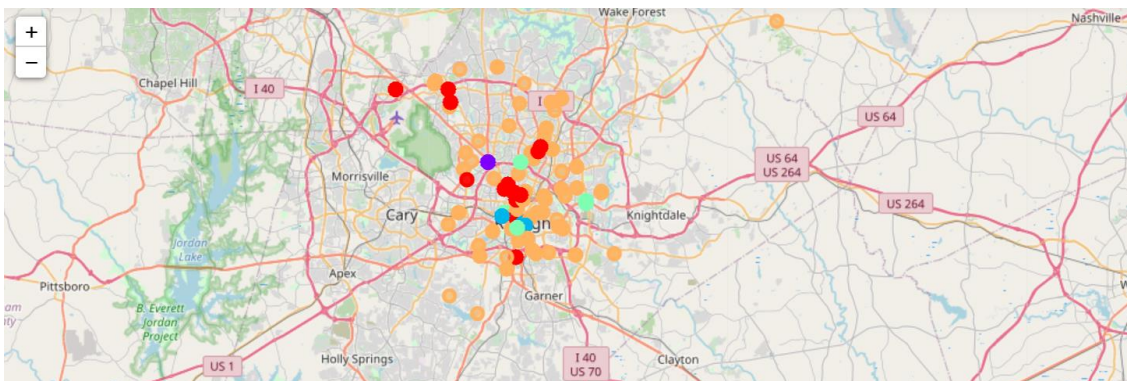 +
−
Wake Forest
Nashville
Chapel Hill
I 40
US 64
US 64
US 264
Morrisville
US 264
Cary
Knightdale
Jordan
Lake
Apex
Pittsboro
Garner
B. Everett
Jordan
Project
Holly Springs
I 40
US 70
Clayton
US 1